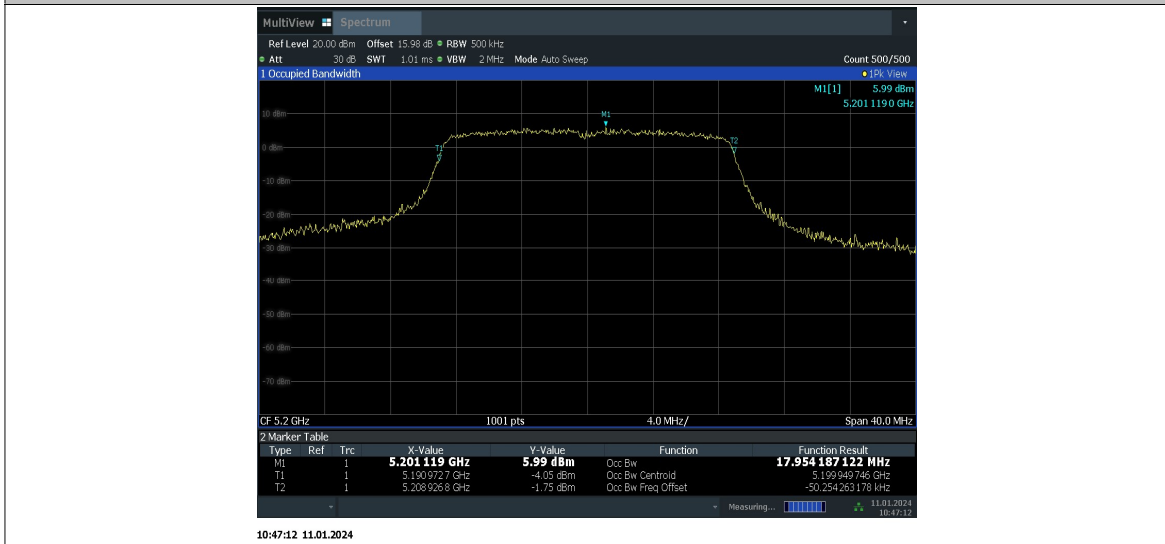 MultiView Spectrum
Ref Level 20.00 dBm Offset 15.98 dB RBW 500 kHz
Att 30 dB SWT 1.01 ms VBW 2 MHz Mode Auto Sweep Count 500/500
1 Occupied Bandwidth 1Pk View
M1[1] 5.99 dBm
5.201 119 0 GHz
10 dBm
M1
0 dBm
T1
T2
-10 dBm
-20 dBm
-30 dBm
-40 dBm
-50 dBm
-60 dBm
-70 dBm
CF 5.2 GHz 1001 pts 4.0 MHz/ Span 40.0 MHz
2 Marker Table
Type Ref Trc X-Value Y-Value Function Function Result
M1 1 5.201 119 GHz 5.99 dBm Occ Bw 17.954 187 122 MHz
T1 1 5.190 972 7 GHz -4.05 dBm Occ Bw Centroid 5.199 949 746 GHz
T2 1 5.208 926 8 GHz -1.75 dBm Occ Bw Freq Offset -50.254 263 178 kHz
Measuring... 11.01.2024
10:47:12
10:47:12 11.01.2024